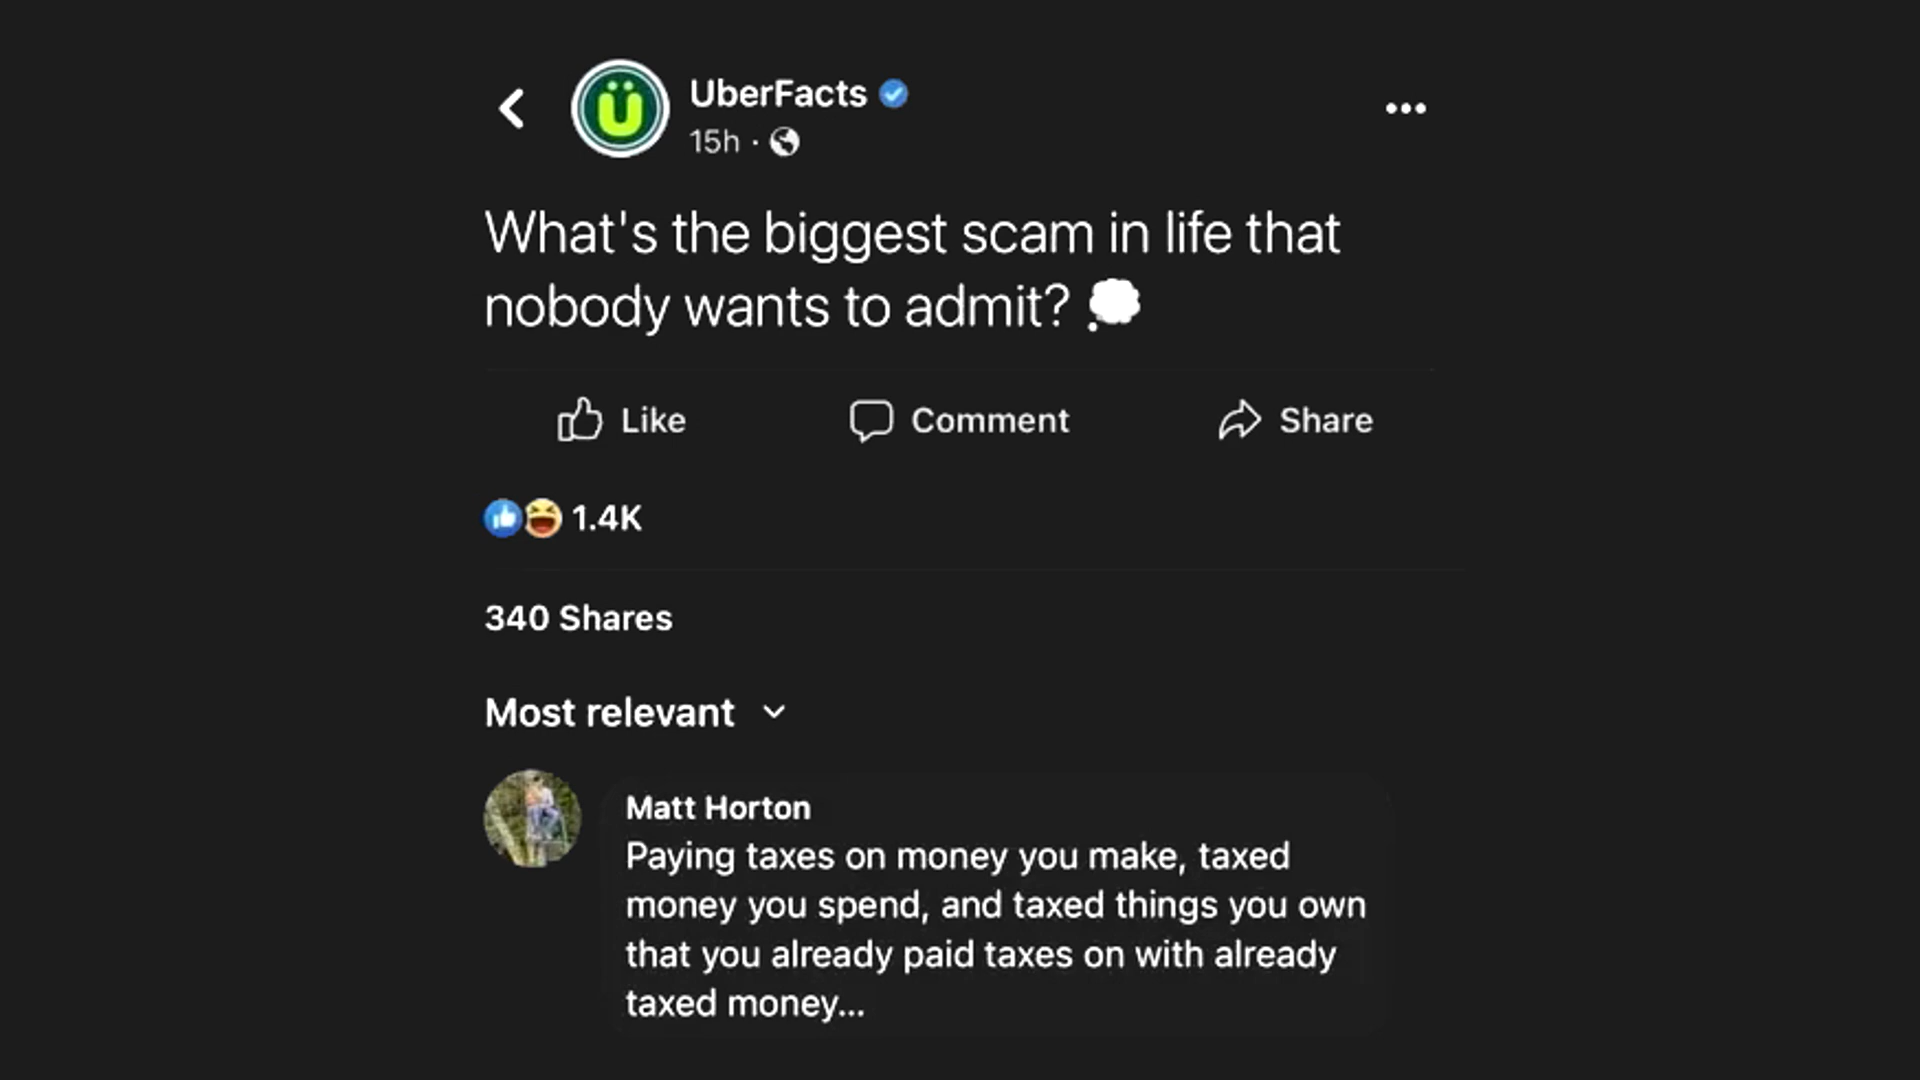 UberFacts
15h ·
What's the biggest scam in life that
nobody wants to admit? 💭
Like
Comment
Share
1.4K
340 Shares
Most relevant
Matt Horton
Paying taxes on money you make, taxed
money you spend, and taxed things you own
that you already paid taxes on with already
taxed money...